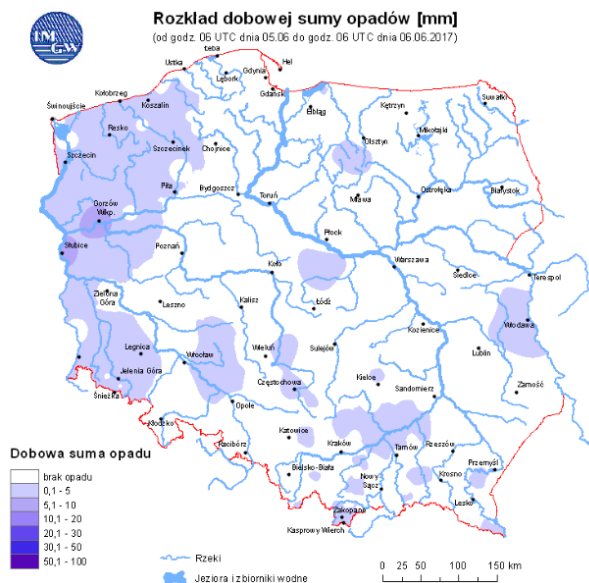 IM
GW
Rozkład dobowej sumy opadów [mm]
(od godz. 06 UTC dnia 05.06 do godz. 06 UTC dnia 06.06.2017)
Łeba
Ustka
Hel
Gdynia
Lębork
Gdańsk
Kołobrzeg
Koszalin
Suwałki
Świnoujście
Elbląg
Kętrzyn
Resko
Mikołajki
Szczecinek
Chojnice
Olsztyn
Szczecin
Piła
Bydgoszcz
Ostrołęka
Białystok
Toruń
Mława
Gorzów
Wlkp.
Płock
Słubice
Poznań
Koło
Warszawa
Siedlce
Terespol
Zielona
Góra
Leszno
Kalisz
Łódź
Włodawa
Kozienice
Legnica
Wrocław
Wieluń
Sulejów
Lublin
Jelenia Góra
Częstochowa
Kielce
Zamość
Śnieżka
Sandomierz
Opole
Kłodzko
Katowice
Racibórz
Kraków
Tarnów
Rzeszów
Przemyśl
Bielsko-Biała
Nowy
Sącz
Krosno
Lesko
Zakopane
Kasprowy Wierch
Dobowa suma opadu
brak opadu
0,1 - 5
5,1 - 10
10,1 - 20
20,1 - 30
30,1 - 50
50,1 - 100
Rzeki
Jeziora i zbiorniki wodne
0 25 50 100 150 km